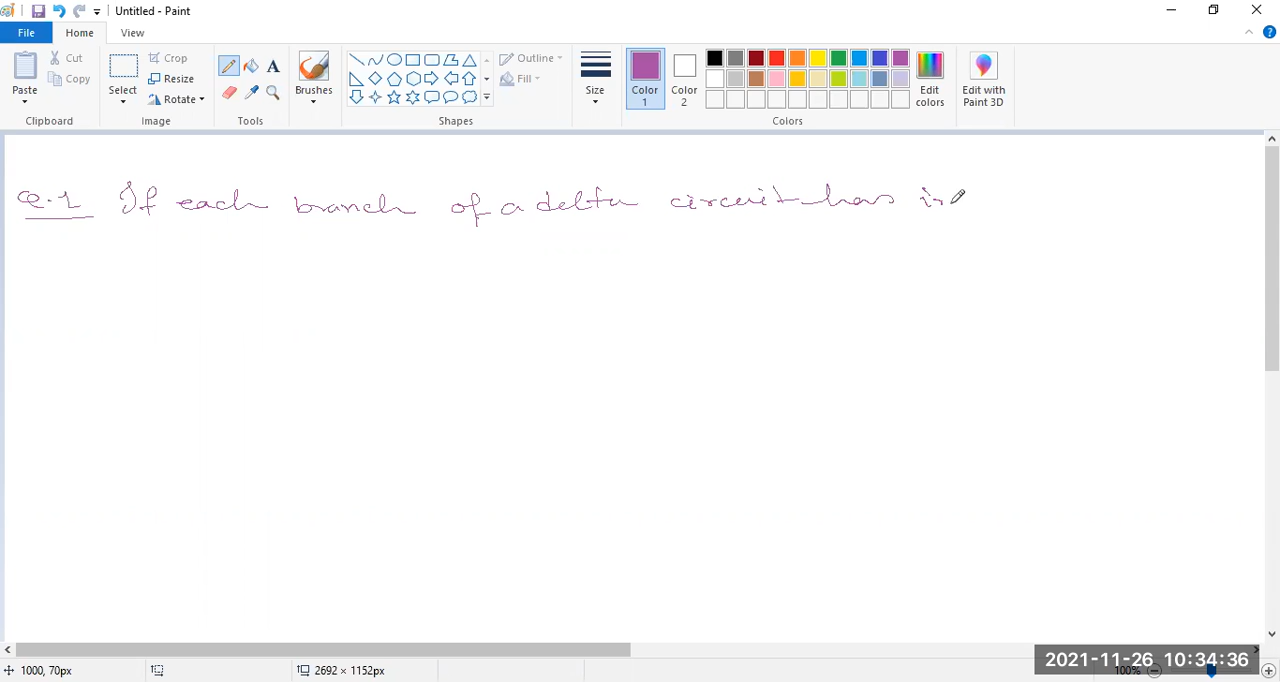 Untitled - Paint
File Home View
Paste
Cut
Copy
Clipboard
Select
Crop
Resize
Rotate
Image
Tools
Brushes
Outline
Fill
Shapes
Size
Color 1
Color 2
Edit colors
Colors
Edit with Paint 3D
Q.1 If each branch of a delta circuit has
1000, 70px
2692 × 1152px
100%
2021-11-26 10:34:36